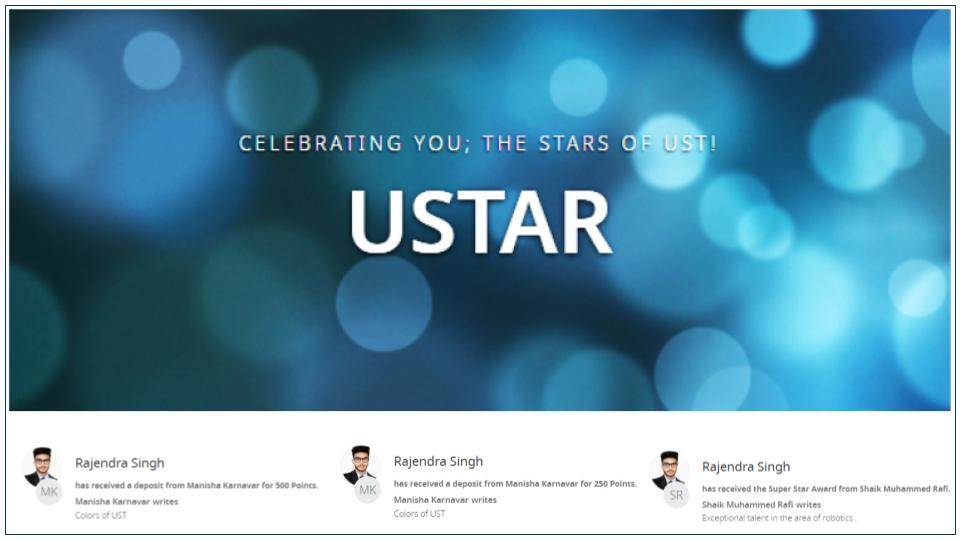 CELEBRATING YOU; THE STARS OF UST!
USTAR
MK
Rajendra Singh
has received a deposit from Manisha Karnavar for 500 Points.
Manisha Karnavar writes
Colors of UST
MK
Rajendra Singh
has received a deposit from Manisha Karnavar for 250 Points.
Manisha Karnavar writes
Colors of UST
SR
Rajendra Singh
has received the Super Star Award from Shaik Muhammed Rafi.
Shaik Muhammed Rafi writes
Exceptional talent in the area of robotics .